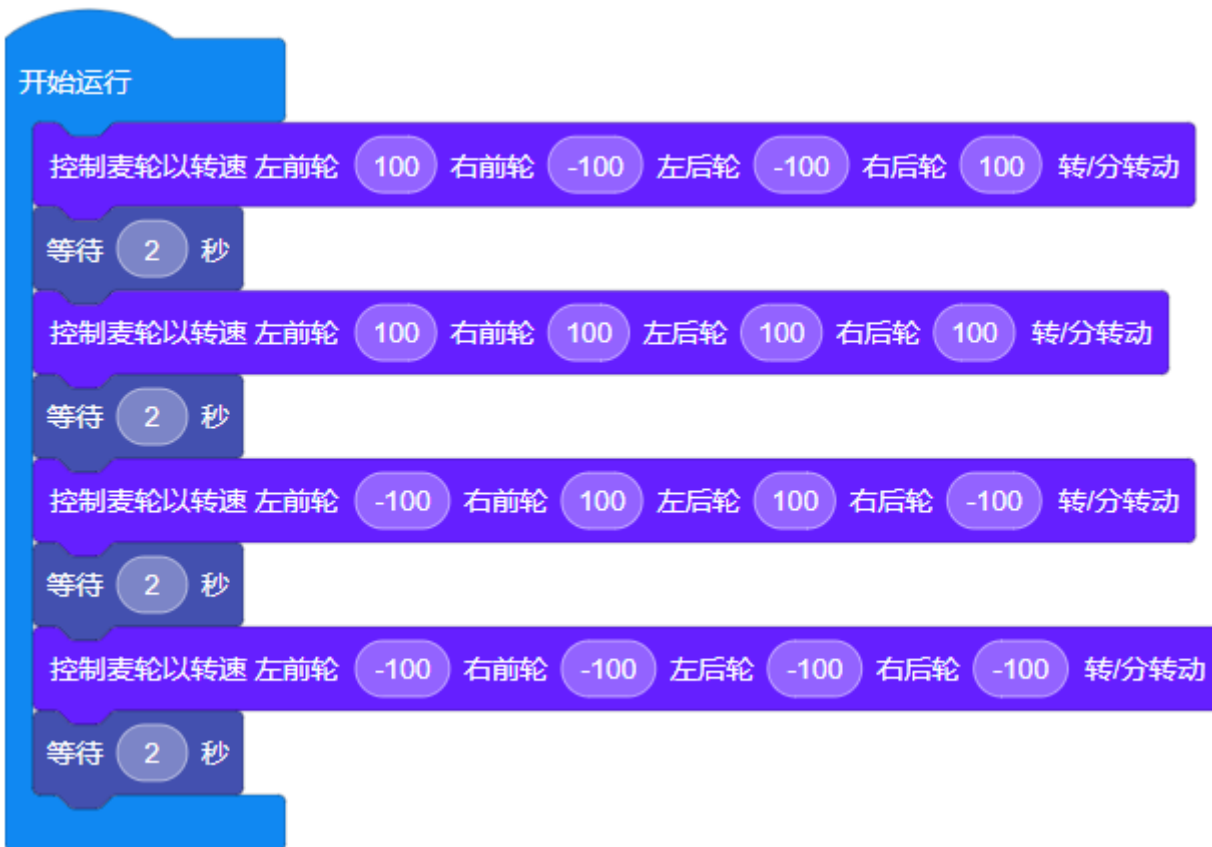 开始运行
控制麦轮以转速 左前轮 100 右前轮 -100 左后轮 -100 右后轮 100 转/分转动
等待 2 秒
控制麦轮以转速 左前轮 100 右前轮 100 左后轮 100 右后轮 100 转/分转动
等待 2 秒
控制麦轮以转速 左前轮 -100 右前轮 100 左后轮 100 右后轮 -100 转/分转动
等待 2 秒
控制麦轮以转速 左前轮 -100 右前轮 -100 左后轮 -100 右后轮 -100 转/分转动
等待 2 秒